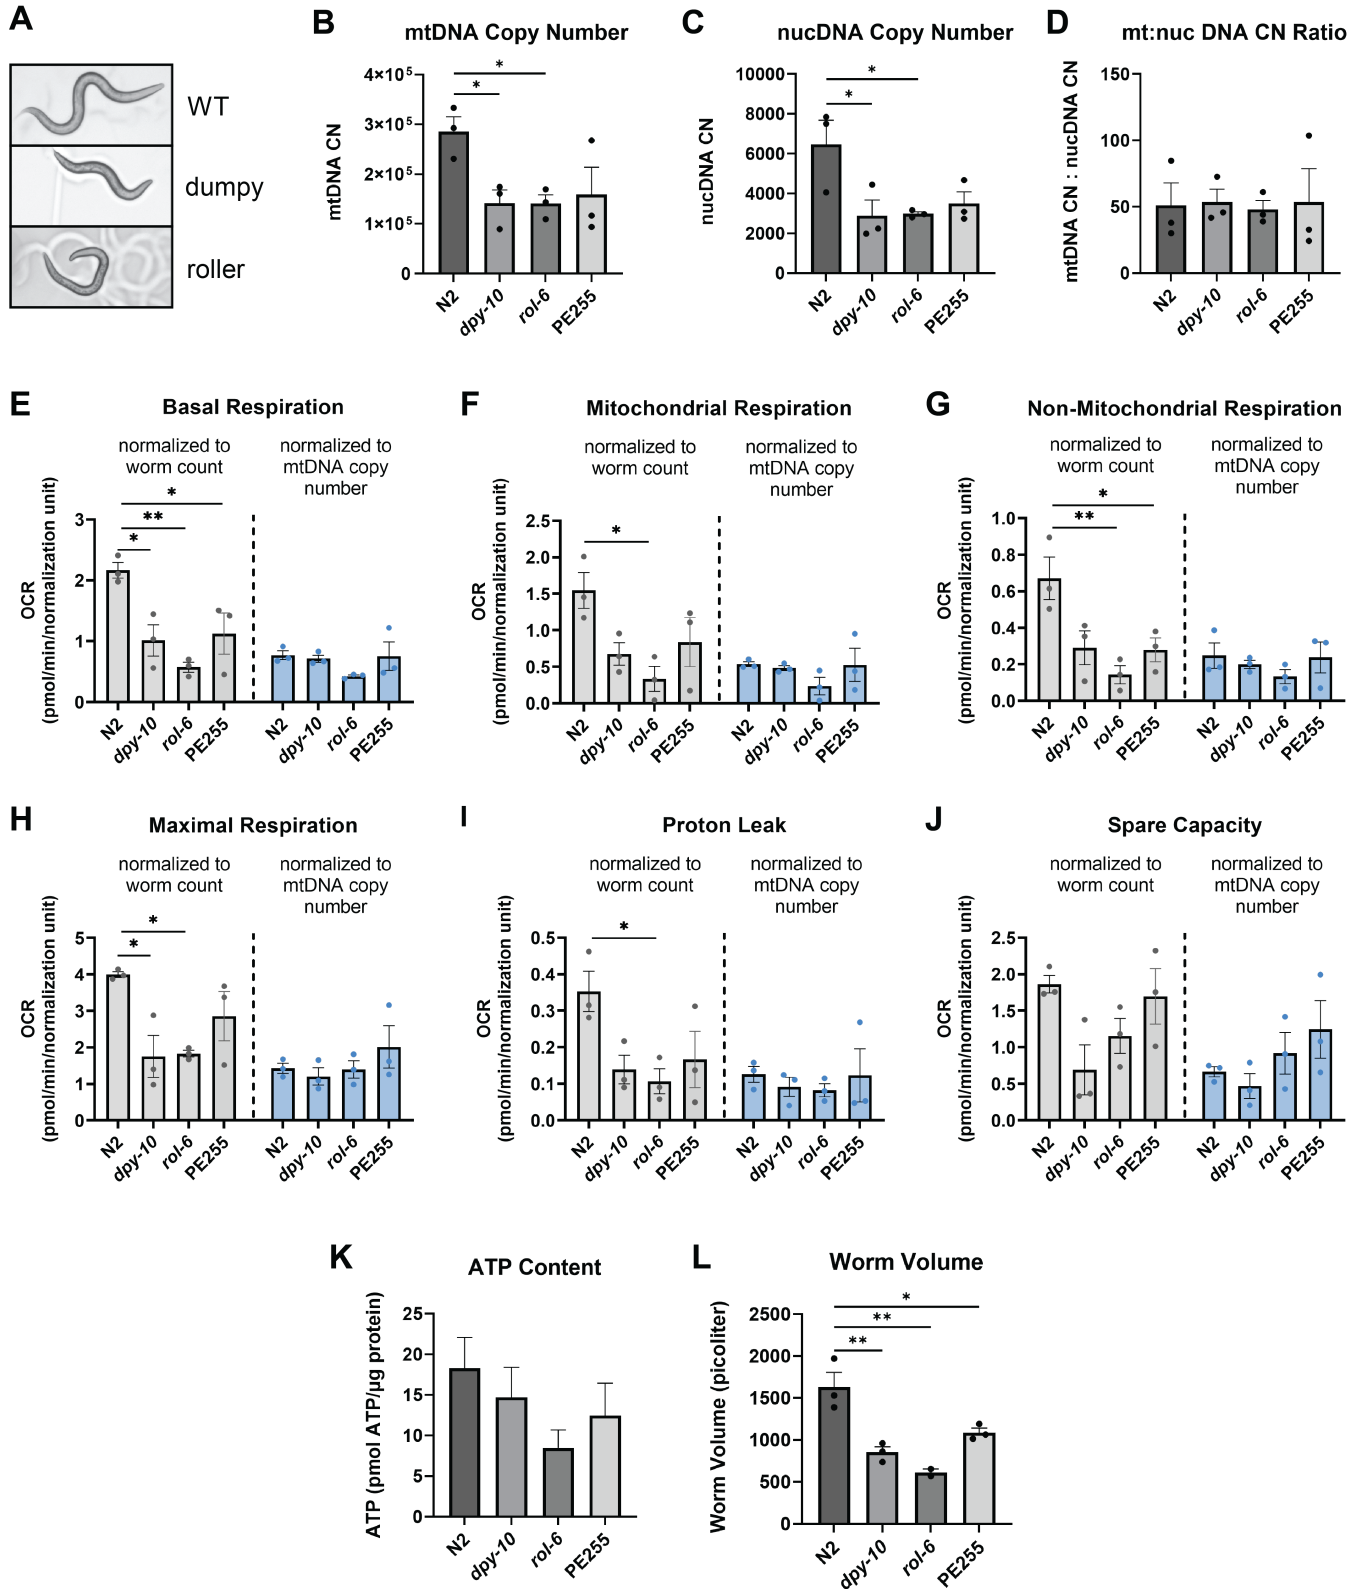 A
WT
dumpy
roller
B
mtDNA Copy Number
mtDNA CN
4×10⁵
3×10⁵
2×10⁵
1×10⁵
0
*
*
N2
dpy-10
rol-6
PE255
C
nucDNA Copy Number
nucDNA CN
10000
8000
6000
4000
2000
0
*
*
N2
dpy-10
rol-6
PE255
D
mt:nuc DNA CN Ratio
mtDNA CN : nucDNA CN
150
100
50
0
N2
dpy-10
rol-6
PE255
E
Basal Respiration
normalized to
worm count
normalized to
mtDNA copy
number
OCR
(pmol/min/normalization unit)
3
2
1
0
*
**
*
N2
dpy-10
rol-6
PE255
N2
dpy-10
rol-6
PE255
F
Mitochondrial Respiration
normalized to
worm count
normalized to
mtDNA copy
number
OCR
(pmol/min/normalization unit)
2.5
2.0
1.5
1.0
0.5
0.0
*
N2
dpy-10
rol-6
PE255
N2
dpy-10
rol-6
PE255
G
Non-Mitochondrial Respiration
normalized to
worm count
normalized to
mtDNA copy
number
OCR
(pmol/min/normalization unit)
1.0
0.8
0.6
0.4
0.2
0.0
*
**
N2
dpy-10
rol-6
PE255
N2
dpy-10
rol-6
PE255
H
Maximal Respiration
normalized to
worm count
normalized to
mtDNA copy
number
OCR
(pmol/min/normalization unit)
5
4
3
2
1
0
*
*
N2
dpy-10
rol-6
PE255
N2
dpy-10
rol-6
PE255
I
Proton Leak
normalized to
worm count
normalized to
mtDNA copy
number
OCR
(pmol/min/normalization unit)
0.5
0.4
0.3
0.2
0.1
0.0
*
N2
dpy-10
rol-6
PE255
N2
dpy-10
rol-6
PE255
J
Spare Capacity
normalized to
worm count
normalized to
mtDNA copy
number
OCR
(pmol/min/normalization unit)
2.5
2.0
1.5
1.0
0.5
0.0
N2
dpy-10
rol-6
PE255
N2
dpy-10
rol-6
PE255
K
ATP Content
ATP (pmol ATP/µg protein)
25
20
15
10
5
0
N2
dpy-10
rol-6
PE255
L
Worm Volume
Worm Volume (picoliter)
2500
2000
1500
1000
500
0
*
**
**
N2
dpy-10
rol-6
PE255